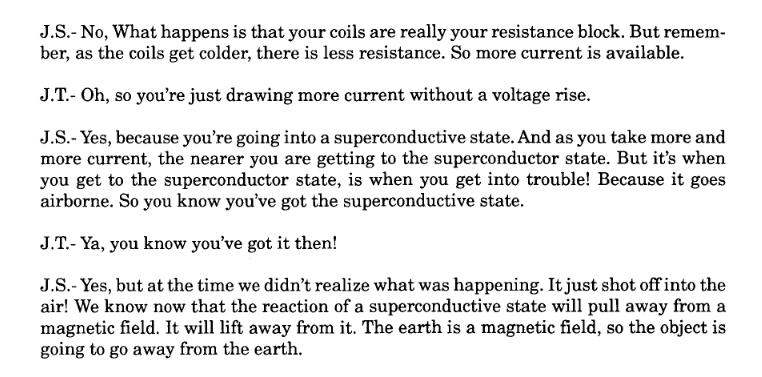 J.S.- No, What happens is that your coils are really your resistance block. But remem-
ber, as the coils get colder, there is less resistance. So more current is available.
J.T.- Oh, so you're just drawing more current without a voltage rise.
J.S.- Yes, because you're going into a superconductive state. And as you take more and
more current, the nearer you are getting to the superconductor state. But it's when
you get to the superconductor state, is when you get into trouble! Because it goes
airborne. So you know you've got the superconductive state.
J.T.- Ya, you know you've got it then!
J.S.- Yes, but at the time we didn't realize what was happening. It just shot off into the
air! We know now that the reaction of a superconductive state will pull away from a
magnetic field. It will lift away from it. The earth is a magnetic field, so the object is
going to go away from the earth.